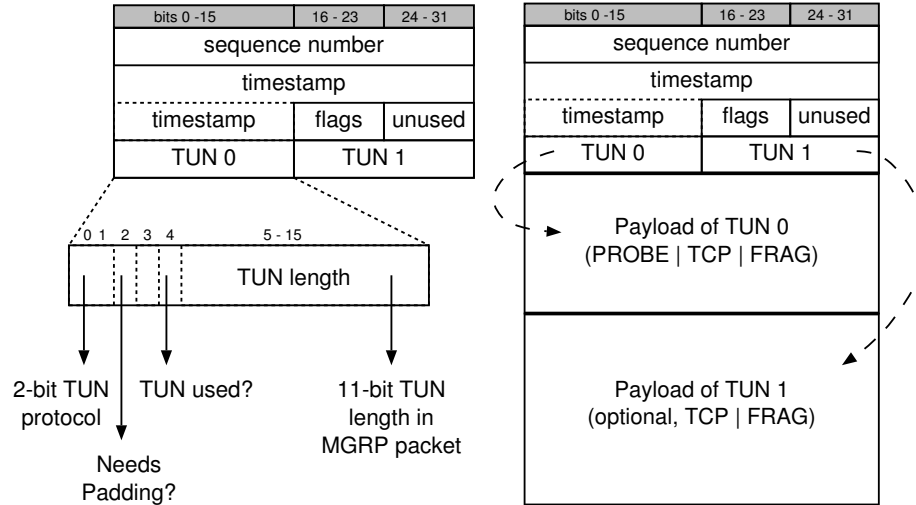 bits 0 -15 16 - 23 24 - 31
sequence number
timestamp
timestamp flags unused
TUN 0 TUN 1
0 1 2 3 4 5 - 15
TUN length
2-bit TUN
protocol
TUN used?
11-bit TUN
length in
MGRP packet
Needs
Padding?
bits 0 -15 16 - 23 24 - 31
sequence number
timestamp
timestamp flags unused
TUN 0 TUN 1
Payload of TUN 0
(PROBE | TCP | FRAG)
Payload of TUN 1
(optional, TCP | FRAG)